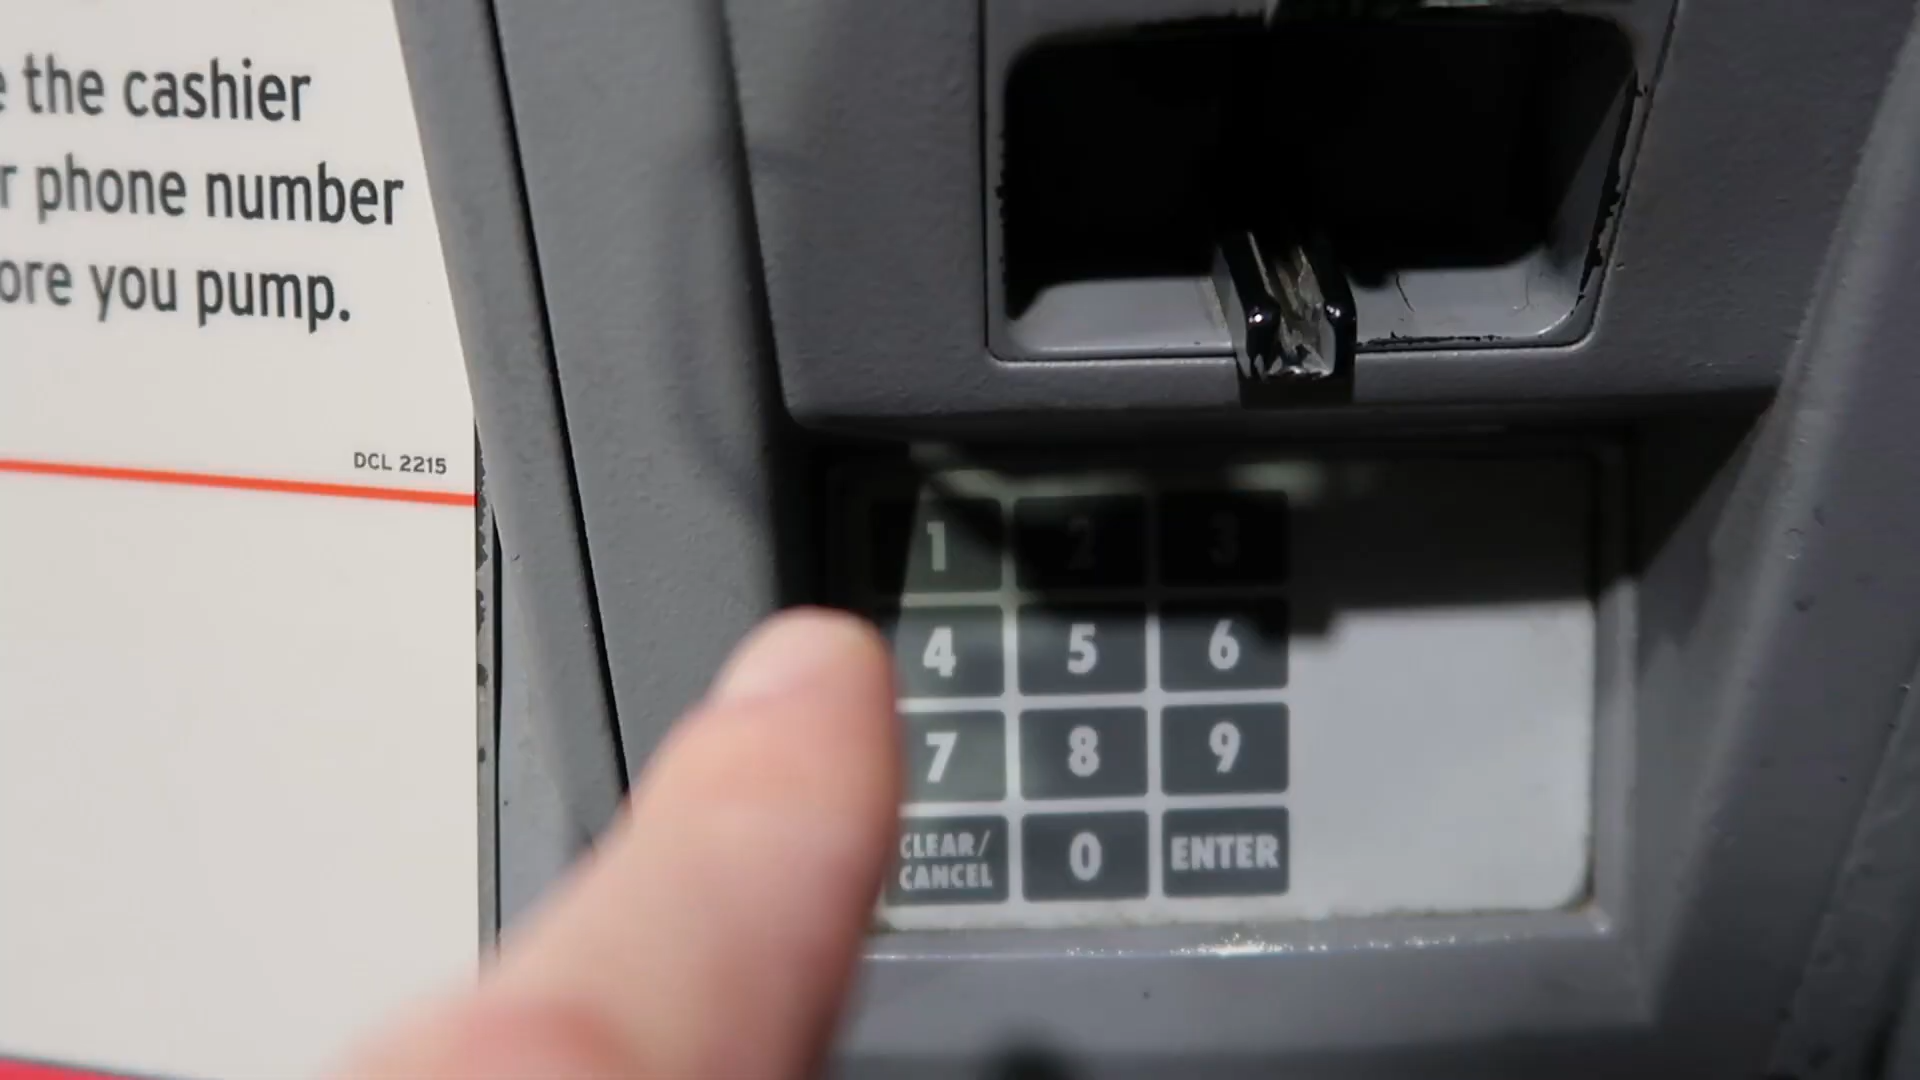 the cashier
phone number
you pump.
DCL 2215
1 2 3
4 5 6
7 8 9
CLEAR/
CANCEL
0 ENTER